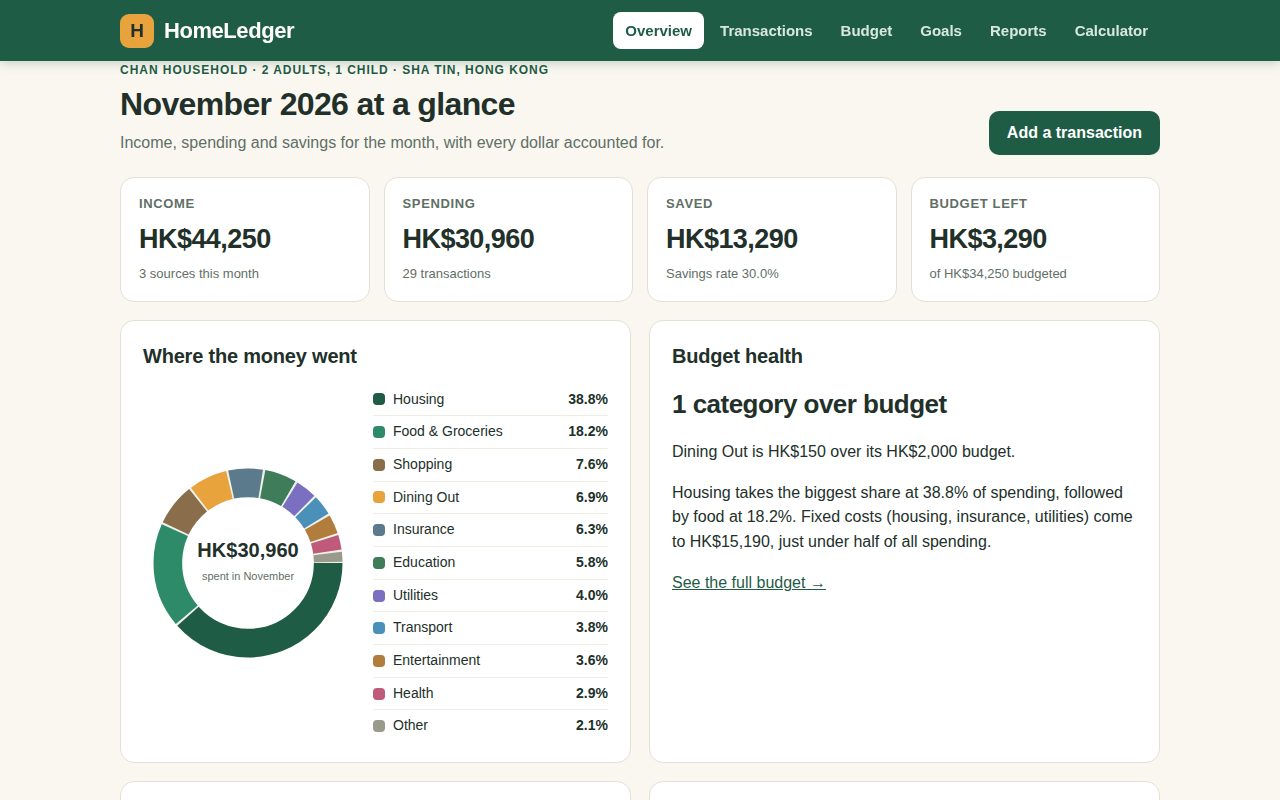 H HomeLedger
Overview Transactions Budget Goals Reports Calculator
CHAN HOUSEHOLD · 2 ADULTS, 1 CHILD · SHA TIN, HONG KONG
November 2026 at a glance
Income, spending and savings for the month, with every dollar accounted for.
Add a transaction
INCOME
HK$44,250
3 sources this month
SPENDING
HK$30,960
29 transactions
SAVED
HK$13,290
Savings rate 30.0%
BUDGET LEFT
HK$3,290
of HK$34,250 budgeted
Where the money went
HK$30,960
spent in November
Housing 38.8%
Food & Groceries 18.2%
Shopping 7.6%
Dining Out 6.9%
Insurance 6.3%
Education 5.8%
Utilities 4.0%
Transport 3.8%
Entertainment 3.6%
Health 2.9%
Other 2.1%
Budget health
1 category over budget
Dining Out is HK$150 over its HK$2,000 budget.
Housing takes the biggest share at 38.8% of spending, followed
by food at 18.2%. Fixed costs (housing, insurance, utilities) come
to HK$15,190, just under half of all spending.
See the full budget →